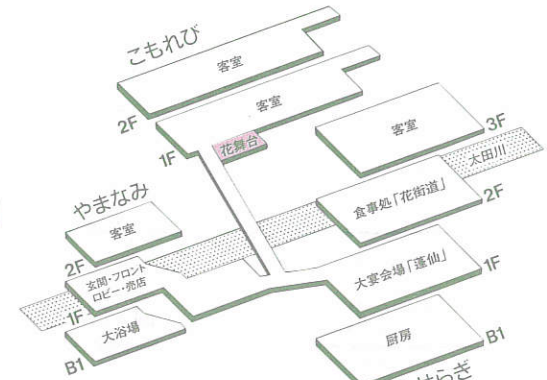 こもれび
客室
2F
客室
1F
花舞台
客室
3F
太田川
食事処「花街道」
2F
やまなみ
客室
2F
玄関・フロント
ロビー・売店
1F
大宴会場「蓬仙」
1F
大浴場
B1
厨房
B1